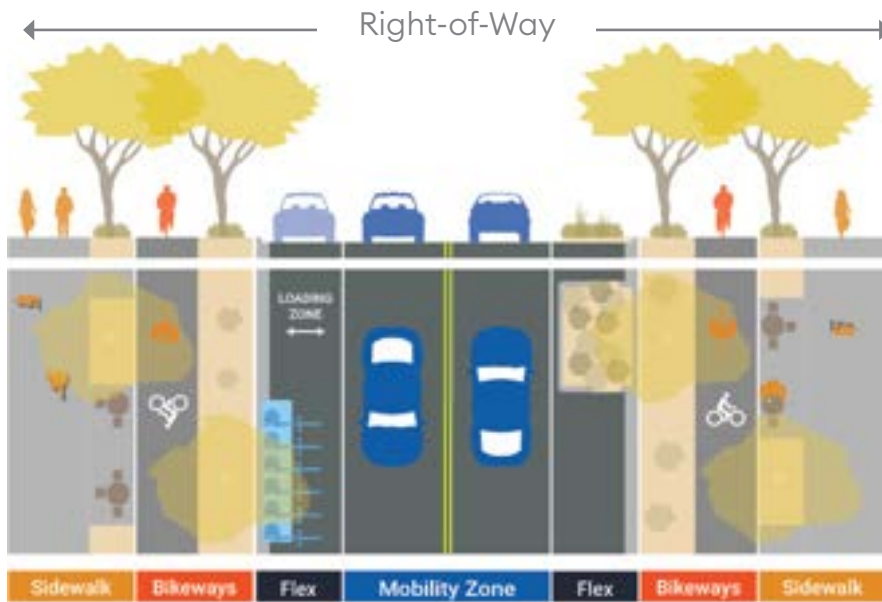 Right-of-Way
LOADING
ZONE
Sidewalk
Bikeways
Flex
Mobility Zone
Flex
Bikeways
Sidewalk